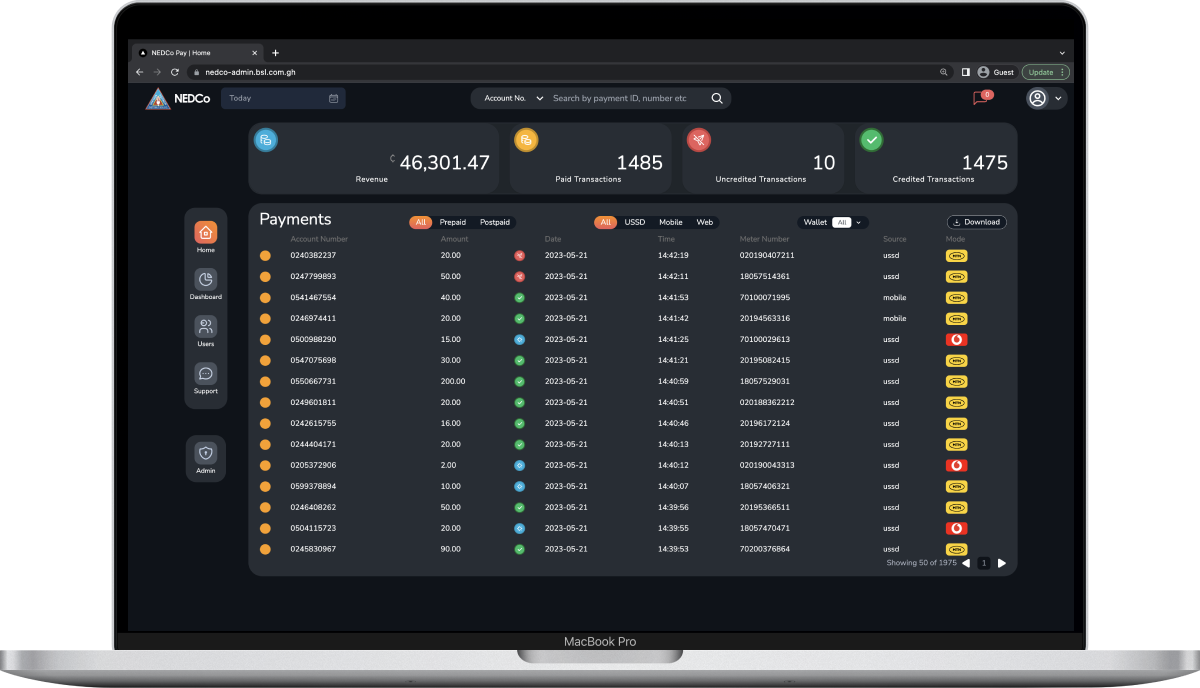 NEDCo Pay | Home
nedco-admin.bsl.com.gh
Guest
Update
NEDCo
Today
Account No.
Search by payment ID, number etc
0
₵ 46,301.47
Revenue
1485
Paid Transactions
10
Uncredited Transactions
1475
Credited Transactions
Home
Dashboard
Users
Support
Admin
Payments
All Prepaid Postpaid
All USSD Mobile Web
Wallet All
Download
Account Number Amount Date Time Meter Number Source Mode
0240382237 20.00 2023-05-21 14:42:19 020190407211 ussd MTN
0247799893 50.00 2023-05-21 14:42:11 18057514361 ussd MTN
0541467554 40.00 2023-05-21 14:41:53 70100071995 mobile MTN
0246974411 20.00 2023-05-21 14:41:42 20194563316 mobile MTN
0500988290 15.00 2023-05-21 14:41:25 70100029613 ussd
0547075698 30.00 2023-05-21 14:41:21 20195082415 ussd MTN
0550667731 200.00 2023-05-21 14:40:59 18057529031 ussd MTN
0249601811 20.00 2023-05-21 14:40:51 020188362212 ussd MTN
0242615755 16.00 2023-05-21 14:40:46 20196172124 ussd MTN
0244404171 20.00 2023-05-21 14:40:13 20192727111 ussd MTN
0205372906 2.00 2023-05-21 14:40:12 020190043313 ussd
0599378894 10.00 2023-05-21 14:40:07 18057406321 ussd MTN
0246408262 50.00 2023-05-21 14:39:56 20195366511 ussd MTN
0504115723 20.00 2023-05-21 14:39:55 18057470471 ussd
0245830967 90.00 2023-05-21 14:39:53 70200376864 ussd MTN
Showing 50 of 1975 1
MacBook Pro